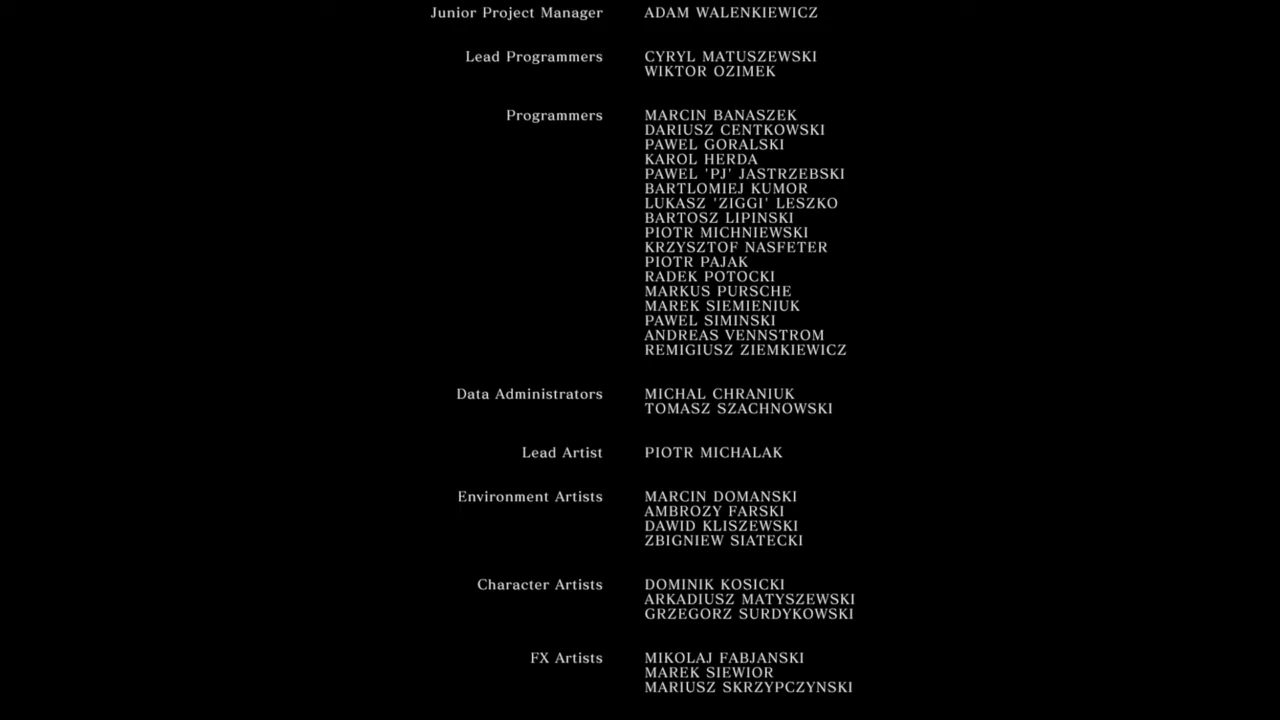 Junior Project Manager ADAM WALENKIEWICZ
Lead Programmers CYRYL MATUSZEWSKI
WIKTOR OZIMEK
Programmers MARCIN BANASZEK
DARIUSZ CENTKOWSKI
PAWEL GORALSKI
KAROL HERDA
PAWEL 'PJ' JASTRZEBSKI
BARTLOMIEJ KUMOR
LUKASZ 'ZIGGI' LESZKO
BARTOSZ LIPINSKI
PIOTR MICHNIEWSKI
KRZYSZTOF NASFETER
PIOTR PAJAK
RADEK POTOCKI
MARKUS PURSCHE
MAREK SIEMIENIUK
PAWEL SIMINSKI
ANDREAS VENNSTROM
REMIGIUSZ ZIEMKIEWICZ
Data Administrators MICHAL CHRANIUK
TOMASZ SZACHNOWSKI
Lead Artist PIOTR MICHALAK
Environment Artists MARCIN DOMANSKI
AMBROZY FARSKI
DAWID KLISZEWSKI
ZBIGNIEW SIATECKI
Character Artists DOMINIK KOSICKI
ARKADIUSZ MATYSZEWSKI
GRZEGORZ SURDYKOWSKI
FX Artists MIKOLAJ FABJANSKI
MAREK SIEWIOR
MARIUSZ SKRZYPCZYNSKI